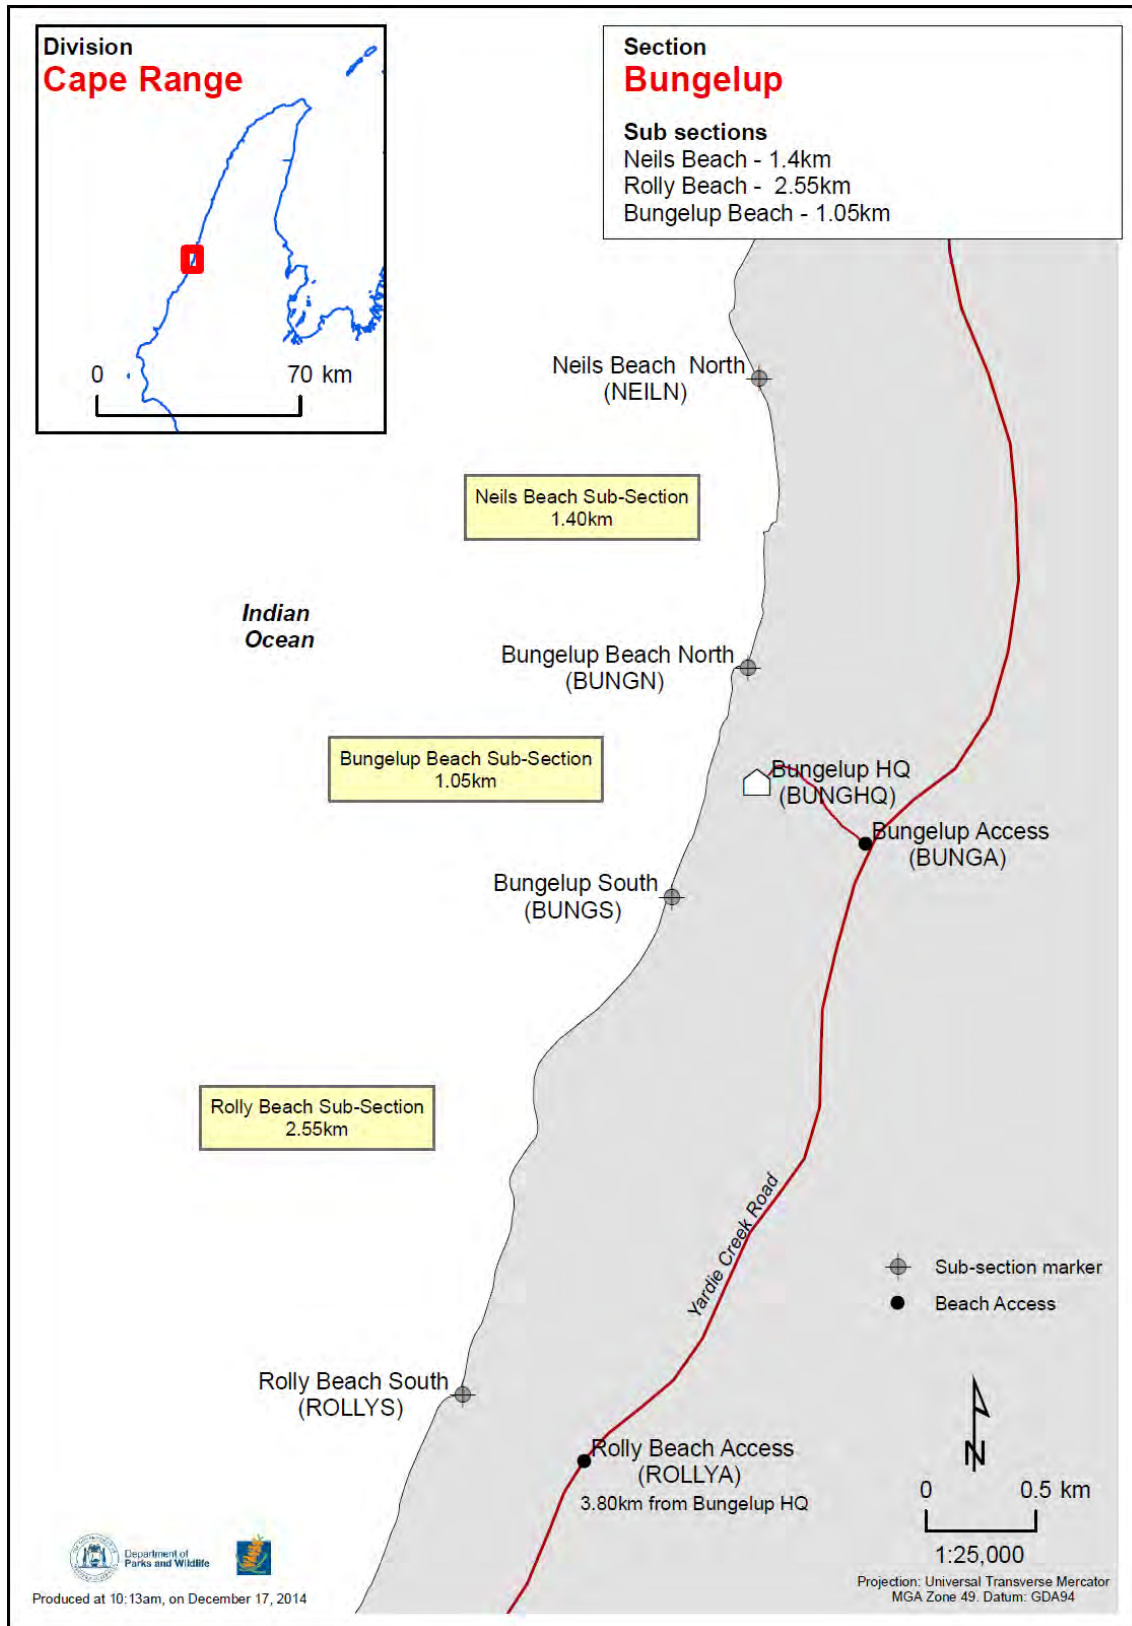 Division
Cape Range
0
70 km
Section
Bungelup
Sub sections
Neils Beach - 1.4km
Rolly Beach - 2.55km
Bungelup Beach - 1.05km
Neils Beach North
(NEILN)
Neils Beach Sub-Section
1.40km
Indian
Ocean
Bungelup Beach North
(BUNGN)
Bungelup Beach Sub-Section
1.05km
Bungelup HQ
(BUNGHQ)
Bungelup Access
(BUNGA)
Bungelup South
(BUNGS)
Rolly Beach Sub-Section
2.55km
Yardie Creek Road
Sub-section marker
Beach Access
Rolly Beach South
(ROLLYS)
Rolly Beach Access
(ROLLYA)
3.80km from Bungelup HQ
N
0
0.5 km
1:25,000
Department of
Parks and Wildlife
Produced at 10:13am, on December 17, 2014
Projection: Universal Transverse Mercator
MGA Zone 49. Datum: GDA94